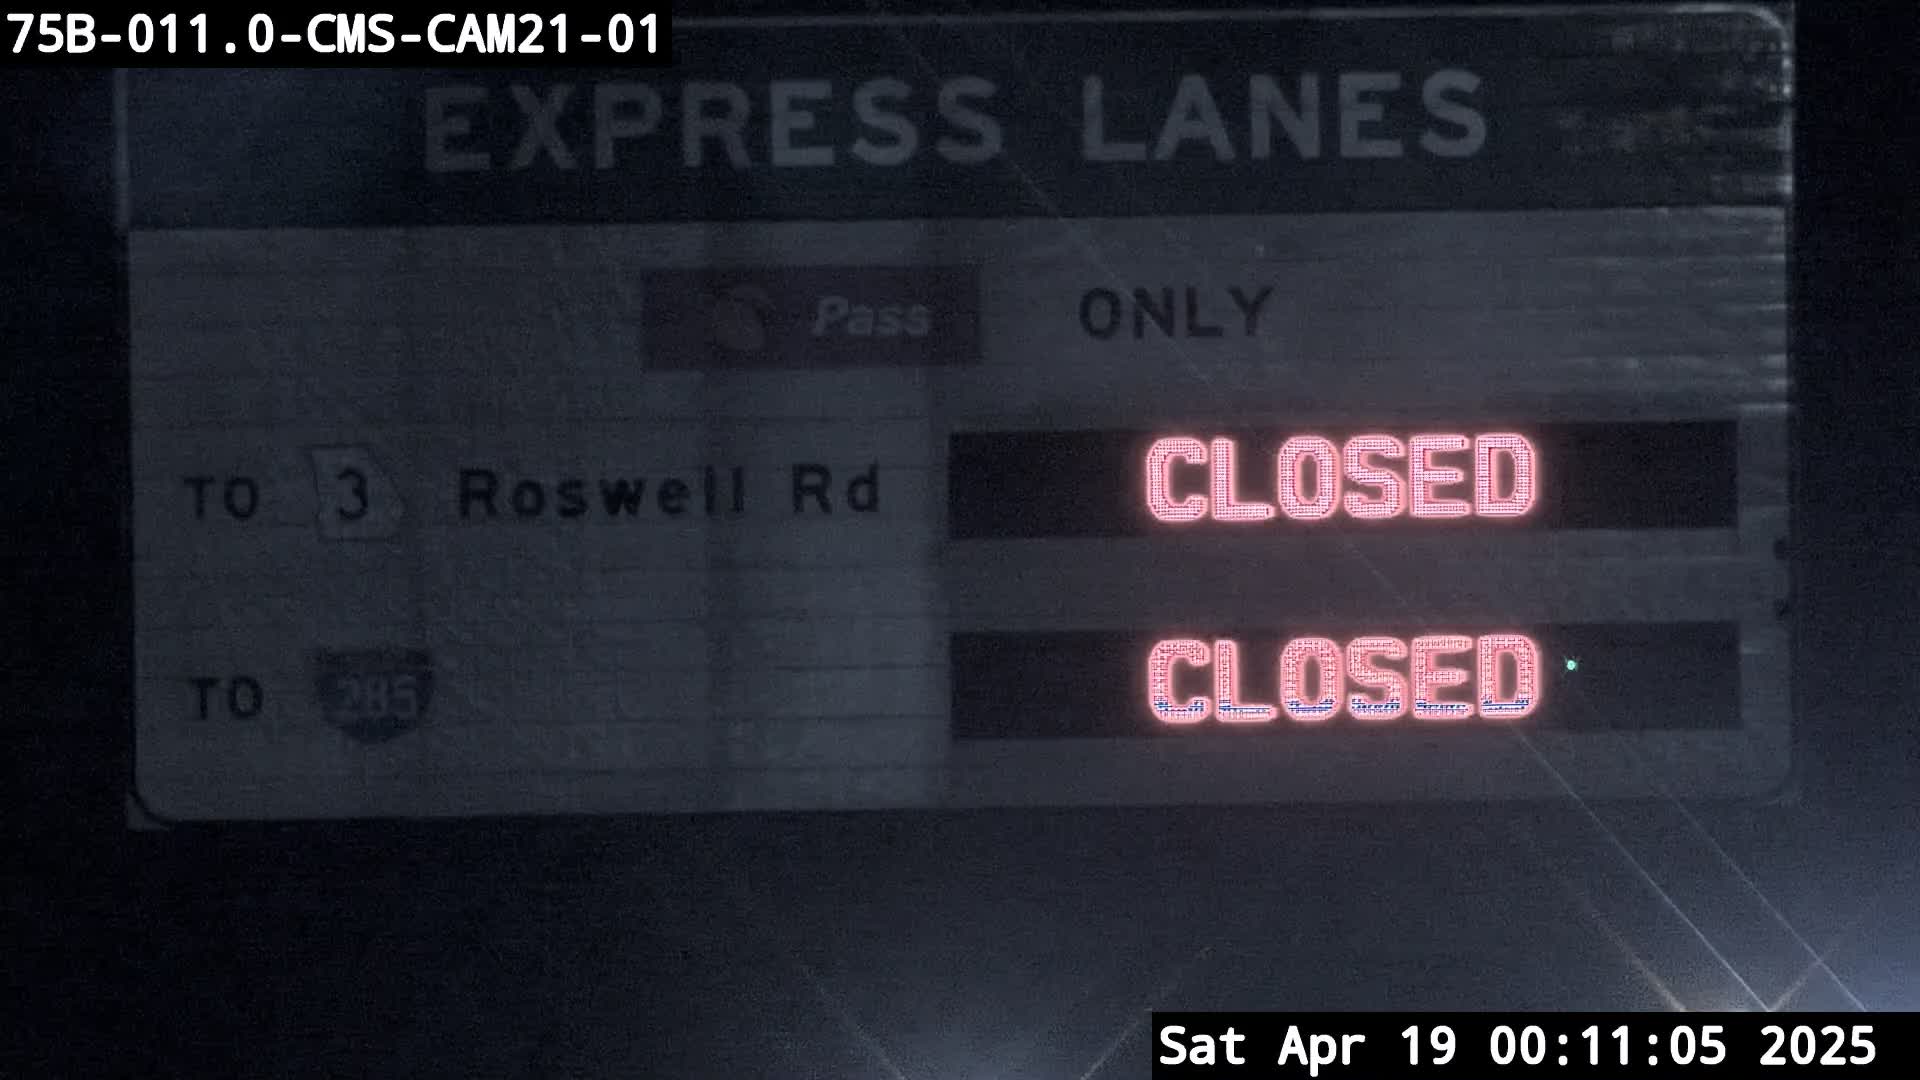 75B-011.0-CMS-CAM21-01
EXPRESS LANES
Pass ONLY
TO 3 Roswell Rd CLOSED
TO 285 CLOSED
Sat Apr 19 00:11:05 2025